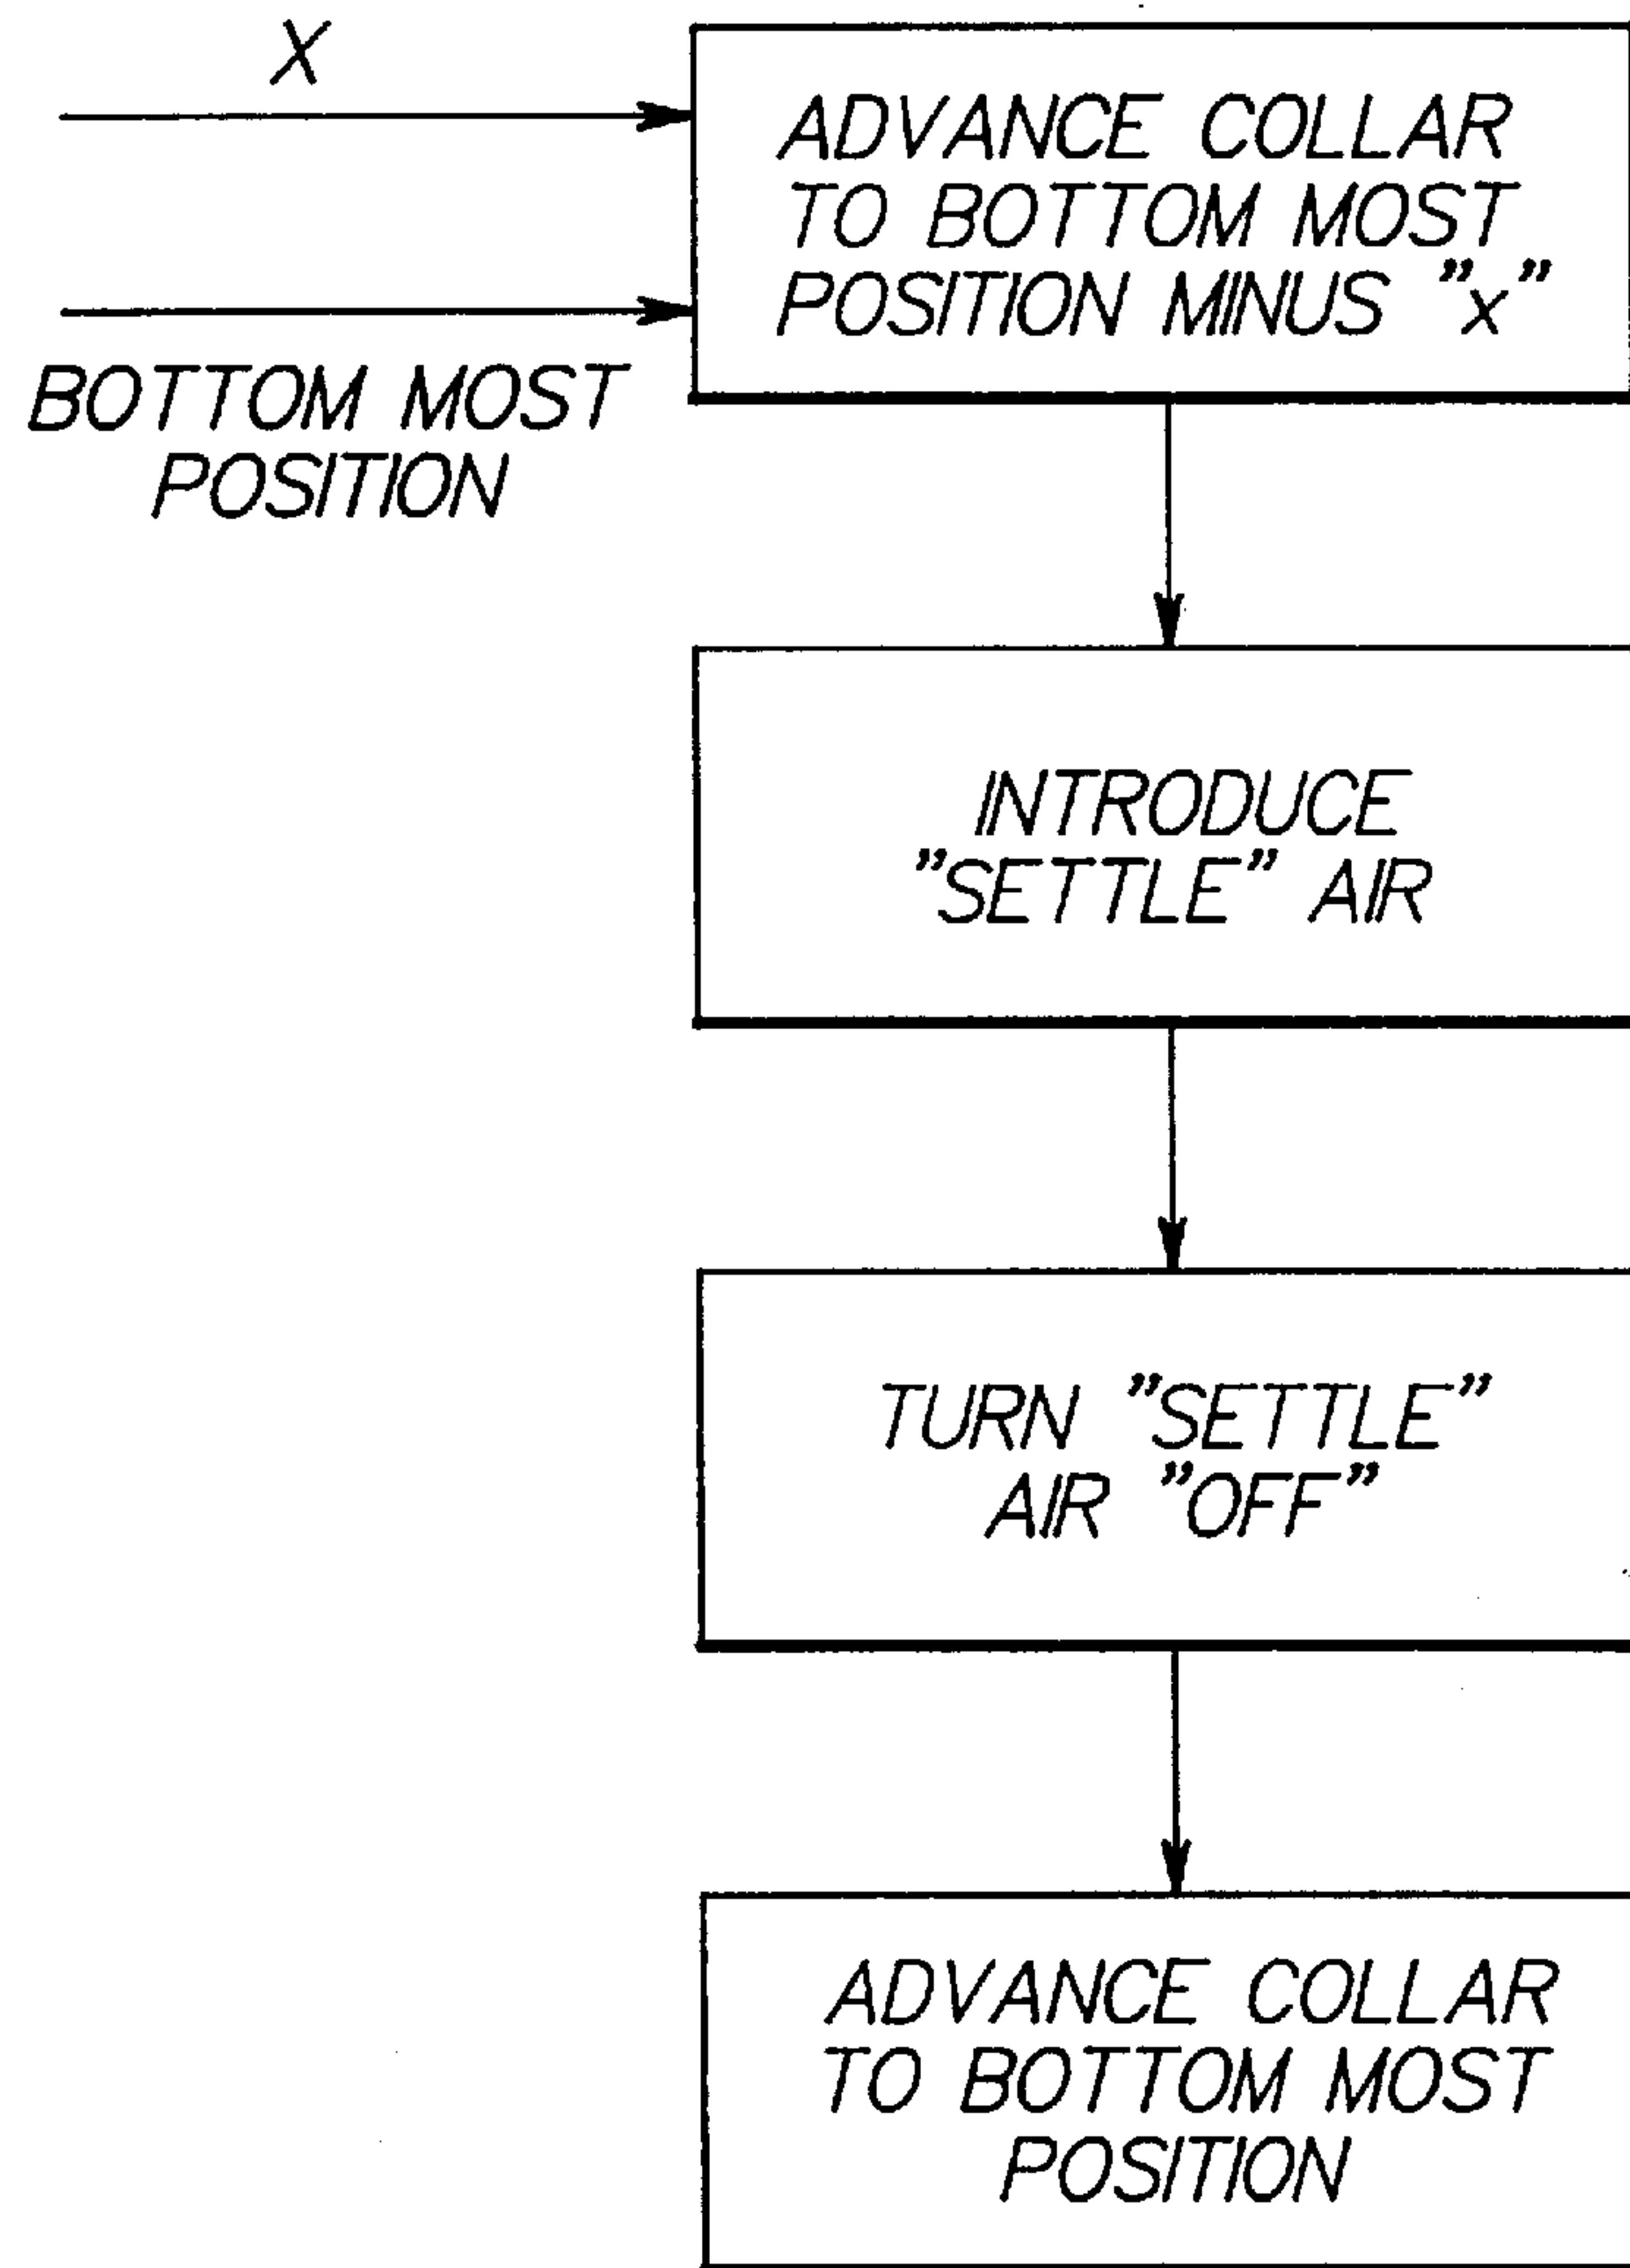 X
ADVANCE COLLAR
TO BOTTOM MOST
POSITION MINUS "x"
BOTTOM MOST
POSITION
INTRODUCE
"SETTLE" AIR
TURN "SETTLE"
AIR "OFF"
ADVANCE COLLAR
TO BOTTOM MOST
POSITION